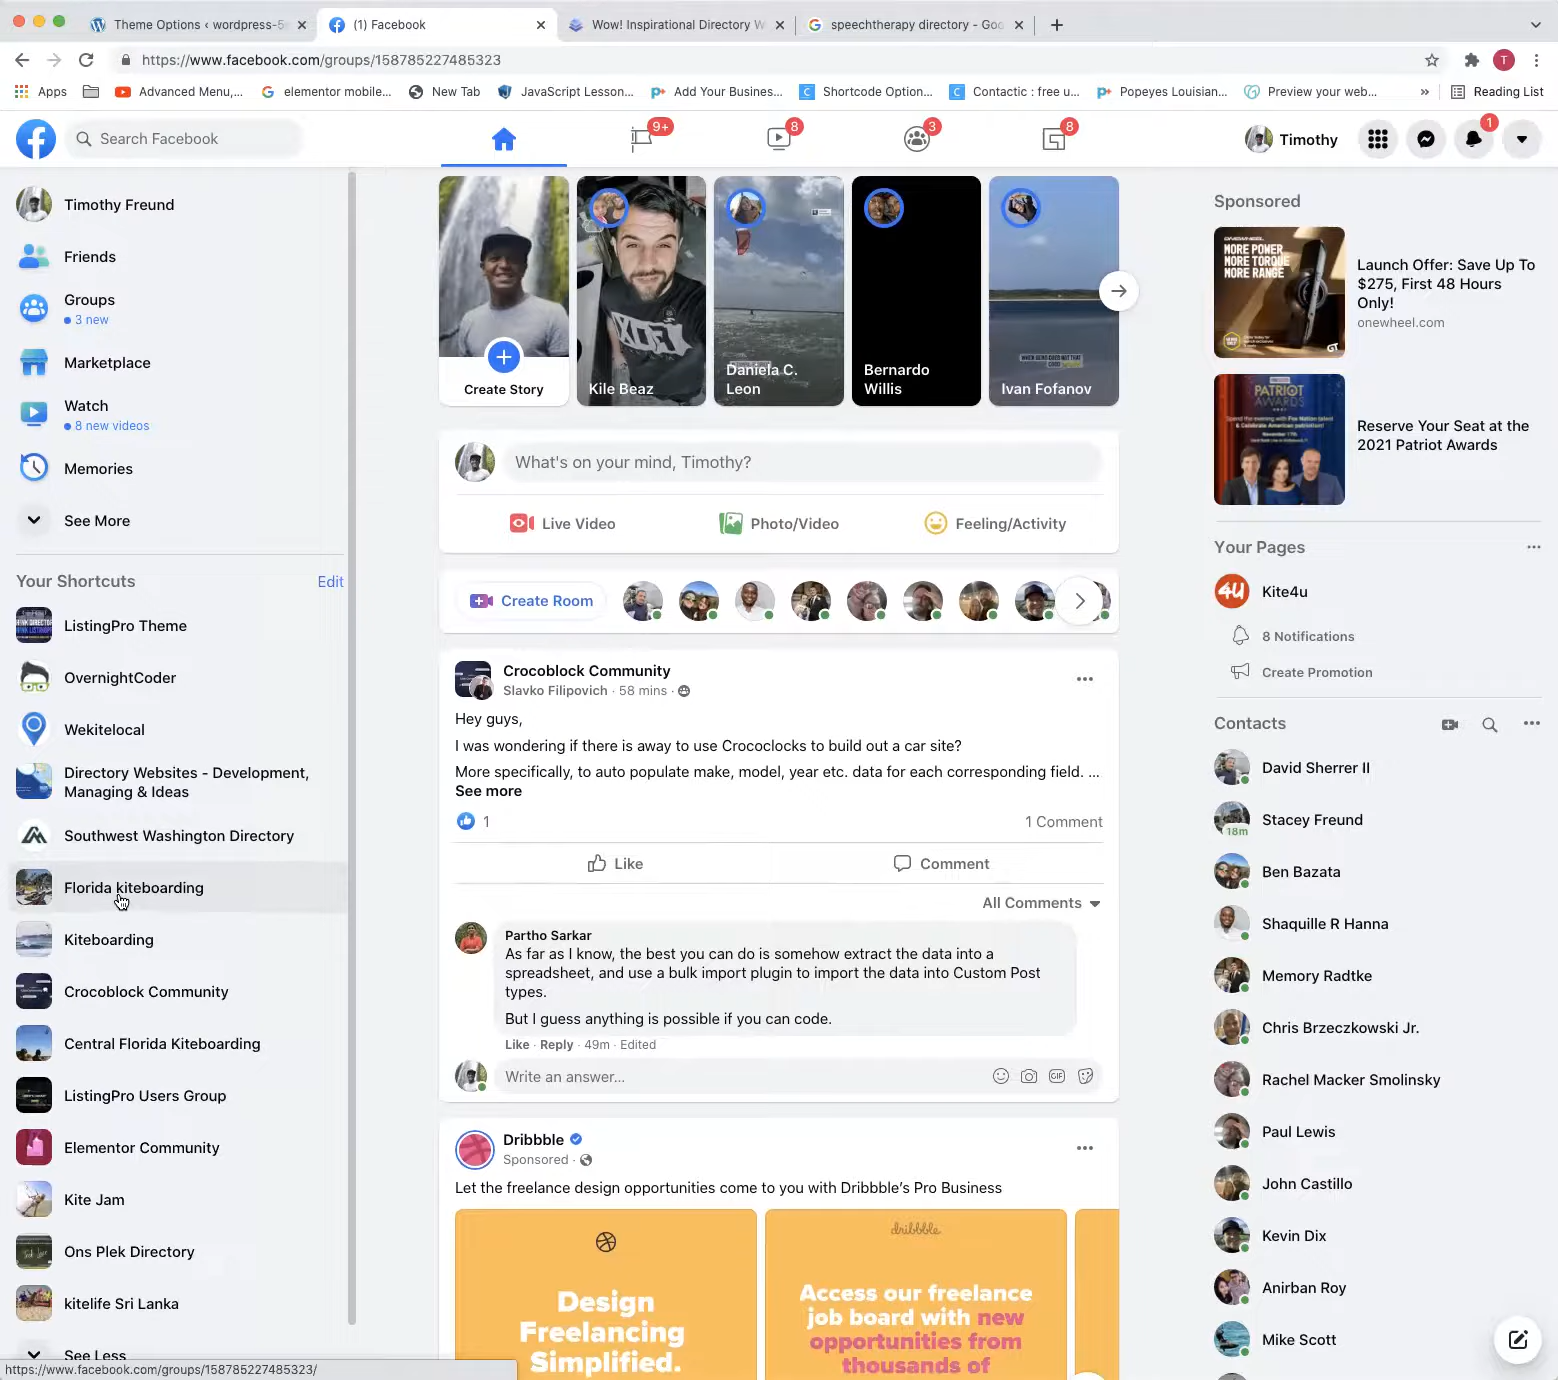 Theme Options ‹ wordpress-5
(1) Facebook
Wow! Inspirational Directory W
speechtherapy directory - Goo
https://www.facebook.com/groups/158785227485323
T
Apps
Advanced Menu,...
elementor mobile...
New Tab
JavaScript Lesson...
Add Your Busines...
Shortcode Option...
Contactic : free u...
Popeyes Louisian...
Preview your web...
»
Reading List
Search Facebook
9+
8
3
8
Timothy
1
Timothy Freund
Friends
Groups
3 new
Marketplace
Watch
8 new videos
Memories
See More
Your Shortcuts
Edit
ListingPro Theme
OvernightCoder
Wekitelocal
Directory Websites - Development,
Managing & Ideas
Southwest Washington Directory
Florida kiteboarding
Kiteboarding
Crocoblock Community
Central Florida Kiteboarding
ListingPro Users Group
Elementor Community
Kite Jam
Ons Plek Directory
kitelife Sri Lanka
See Less
https://www.facebook.com/groups/158785227485323/
Create Story
Kile Beaz
Daniela C.
Leon
Bernardo
Willis
Ivan Fofanov
What's on your mind, Timothy?
Live Video
Photo/Video
Feeling/Activity
Create Room
Crocoblock Community
Slavko Filipovich · 58 mins ·
Hey guys,
I was wondering if there is away to use Crococlocks to build out a car site?
More specifically, to auto populate make, model, year etc. data for each corresponding field. ...
See more
1
1 Comment
Like
Comment
All Comments
Partho Sarkar
As far as I know, the best you can do is somehow extract the data into a
spreadsheet, and use a bulk import plugin to import the data into Custom Post
types.
But I guess anything is possible if you can code.
Like · Reply · 49m · Edited
Write an answer...
GIF
Dribbble
Sponsored ·
Let the freelance design opportunities come to you with Dribbble's Pro Business
Design
Freelancing
Simplified.
dribbble
Access our freelance
job board with new
opportunities from
thousands of
Sponsored
ONEWHEEL
MORE POWER
MORE TORQUE
MORE RANGE
GT
Launch Offer: Save Up To
$275, First 48 Hours
Only!
onewheel.com
PATRIOT
AWARDS
Reserve Your Seat at the
2021 Patriot Awards
Your Pages
4U
Kite4u
8 Notifications
Create Promotion
Contacts
David Sherrer II
18m
Stacey Freund
Ben Bazata
Shaquille R Hanna
Memory Radtke
Chris Brzeczkowski Jr.
Rachel Macker Smolinsky
Paul Lewis
John Castillo
Kevin Dix
Anirban Roy
Mike Scott